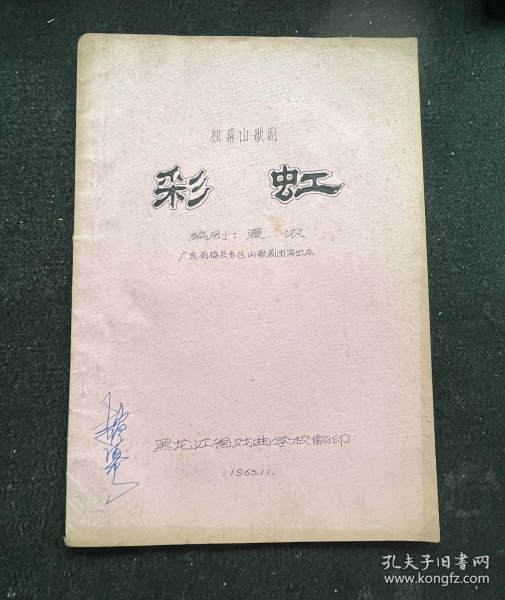 独幕山歌剧
彩虹
编剧：夏浓
广东省梅县专区山歌剧团演出本
黑龙江省戏曲学校翻印
1965.11.
孔夫子旧书网
www.kongfz.com